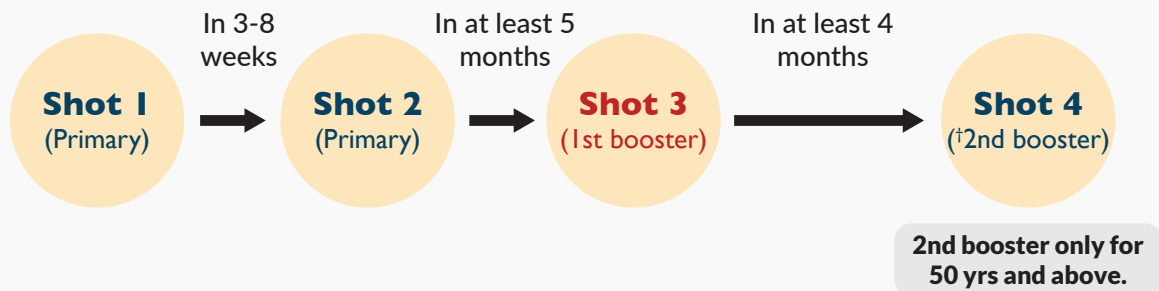 In 3-8
weeks
In at least 5
months
In at least 4
months
Shot 1
(Primary)
Shot 2
(Primary)
Shot 3
(1st booster)
Shot 4
(†2nd booster)
2nd booster only for
50 yrs and above.